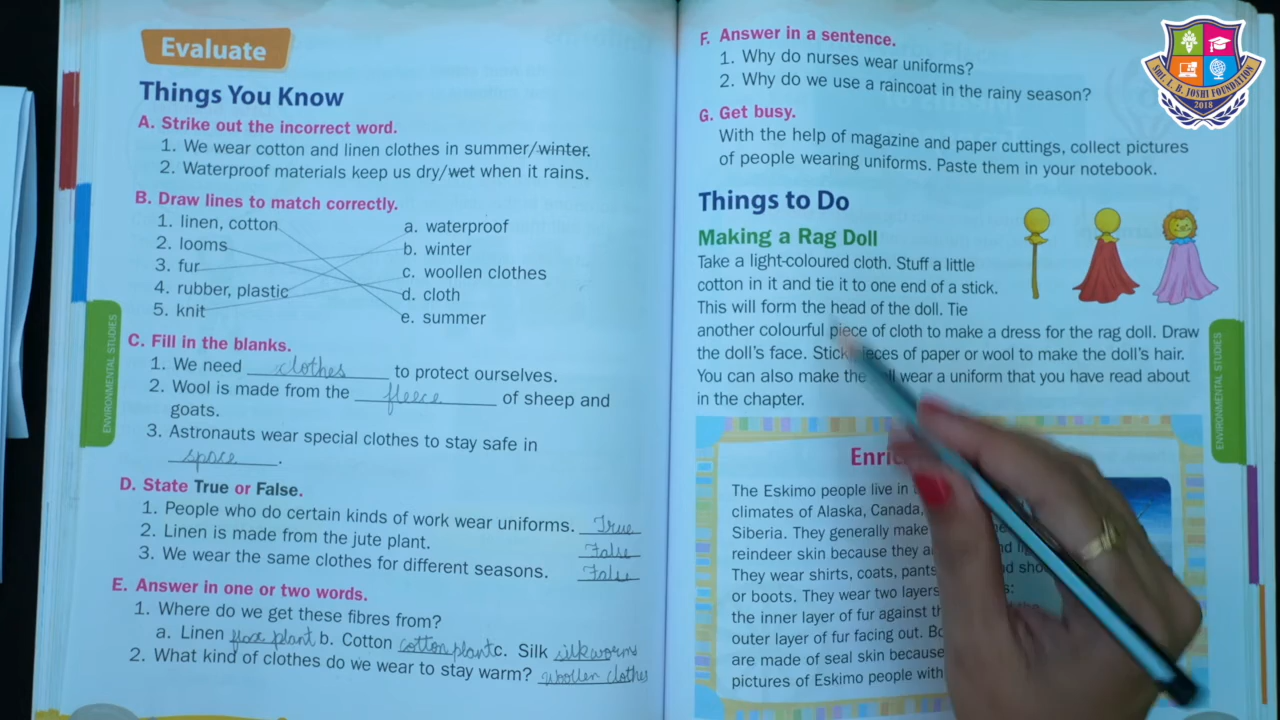 Evaluate
Things You Know
A. Strike out the incorrect word.
1. We wear cotton and linen clothes in summer/winter.
2. Waterproof materials keep us dry/wet when it rains.
B. Draw lines to match correctly.
1. linen, cotton
a. waterproof
2. looms
b. winter
3. fur
c. woollen clothes
4. rubber, plastic
d. cloth
5. knit
e. summer
C. Fill in the blanks.
1. We need clothes to protect ourselves.
2. Wool is made from the fleece of sheep and
goats.
3. Astronauts wear special clothes to stay safe in
space.
D. State True or False.
1. People who do certain kinds of work wear uniforms. True
2. Linen is made from the jute plant. False
3. We wear the same clothes for different seasons. False
E. Answer in one or two words.
1. Where do we get these fibres from?
a. Linen flax plant b. Cotton cotton plant c. Silk silkworms
2. What kind of clothes do we wear to stay warm? woollen clothes
ENVIRONMENTAL STUDIES
F. Answer in a sentence.
1. Why do nurses wear uniforms?
2. Why do we use a raincoat in the rainy season?
G. Get busy.
With the help of magazine and paper cuttings, collect pictures
of people wearing uniforms. Paste them in your notebook.
Things to Do
Making a Rag Doll
Take a light-coloured cloth. Stuff a little
cotton in it and tie it to one end of a stick.
This will form the head of the doll. Tie
another colourful piece of cloth to make a dress for the rag doll. Draw
the doll's face. Stick pieces of paper or wool to make the doll's hair.
You can also make the doll wear a uniform that you have read about
in the chapter.
The Eskimo people live in
climates of Alaska, Canada,
Siberia. They generally make
reindeer skin because they
They wear shirts, coats, pants
or boots. They wear two layers
the inner layer of fur against
outer layer of fur facing out.
are made of seal skin because
pictures of Eskimo people with
ENVIRONMENTAL STUDIES
SMT. I. B. JOSHI FOUNDATION
2018